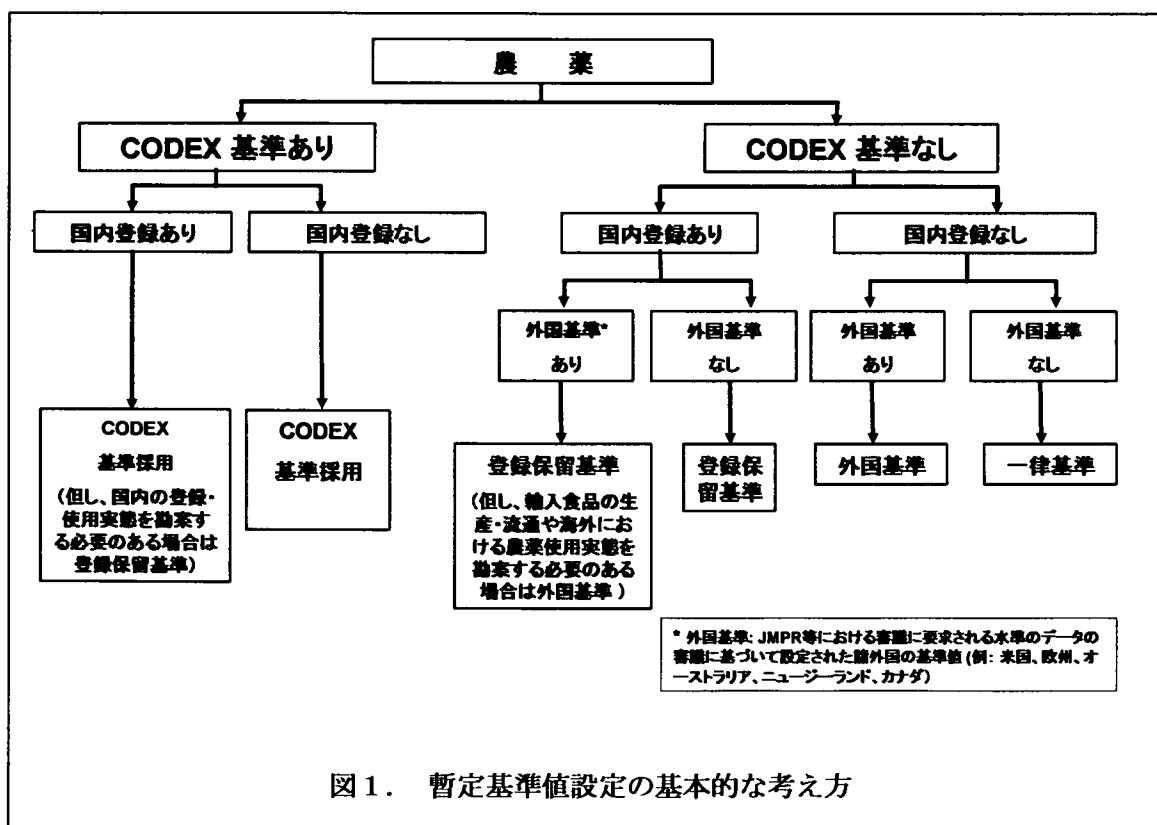 農　　薬
CODEX 基準あり
CODEX 基準なし
国内登録あり
国内登録なし
国内登録あり
国内登録なし
外国基準*
あり
外国基準
なし
外国基準
あり
外国基準
なし
CODEX
基準採用
(但し、国内の登録・
使用実態を勘案す
る必要のある場合は
登録保留基準)
CODEX
基準採用
登録保留基準
(但し、輸入食品の生
産・流通や海外にお
ける農薬使用実態を
勘案する必要のある
場合は外国基準 )
登録保
留基準
外国基準
一律基準
* 外国基準: JMPR等における審議に要求される水準のデータの
審議に基づいて設定された諸外国の基準値 (例: 米国、欧州、オ
ーストラリア、ニュージーランド、カナダ)
図1.　暫定基準値設定の基本的な考え方